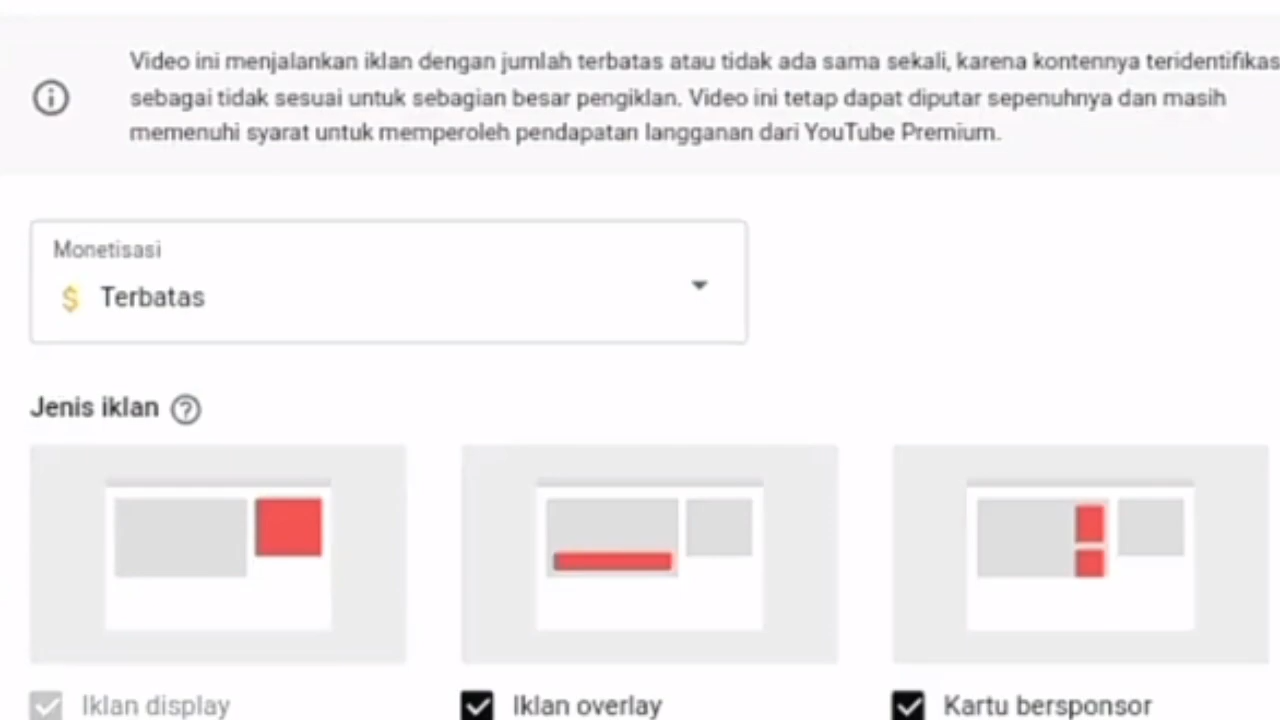 Video ini menjalankan iklan dengan jumlah terbatas atau tidak ada sama sekali, karena kontennya teridentifikas
sebagai tidak sesuai untuk sebagian besar pengiklan. Video ini tetap dapat diputar sepenuhnya dan masih
memenuhi syarat untuk memperoleh pendapatan langganan dari YouTube Premium.
Monetisasi
$ Terbatas
Jenis iklan
Iklan display
Iklan overlay
Kartu bersponsor